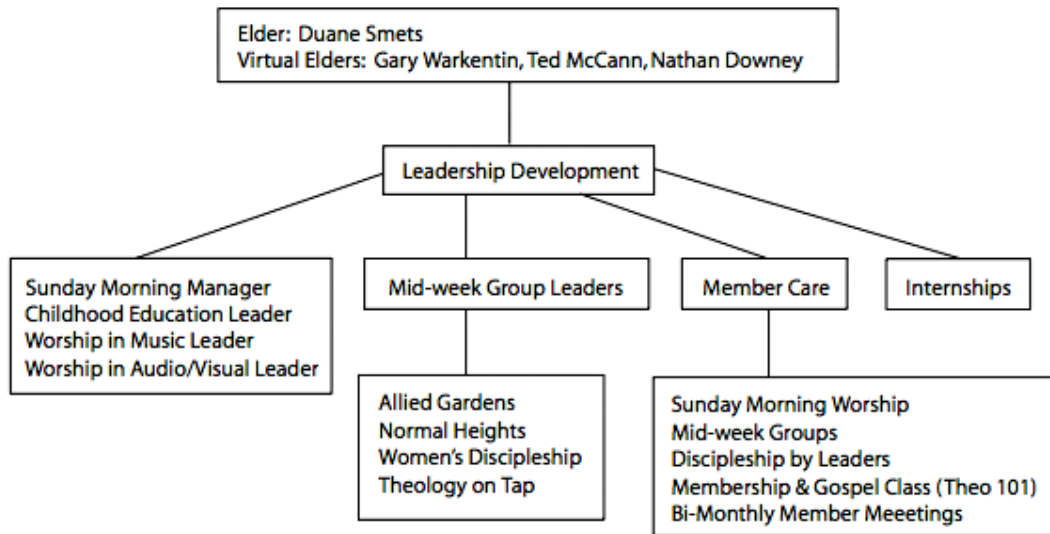 Elder: Duane Smets
Virtual Elders: Gary Warkentin, Ted McCann, Nathan Downey
Leadership Development
Sunday Morning Manager
Childhood Education Leader
Worship in Music Leader
Worship in Audio/Visual Leader
Mid-week Group Leaders
Member Care
Internships
Allied Gardens
Normal Heights
Women's Discipleship
Theology on Tap
Sunday Morning Worship
Mid-week Groups
Discipleship by Leaders
Membership & Gospel Class (Theo 101)
Bi-Monthly Member Meeetings